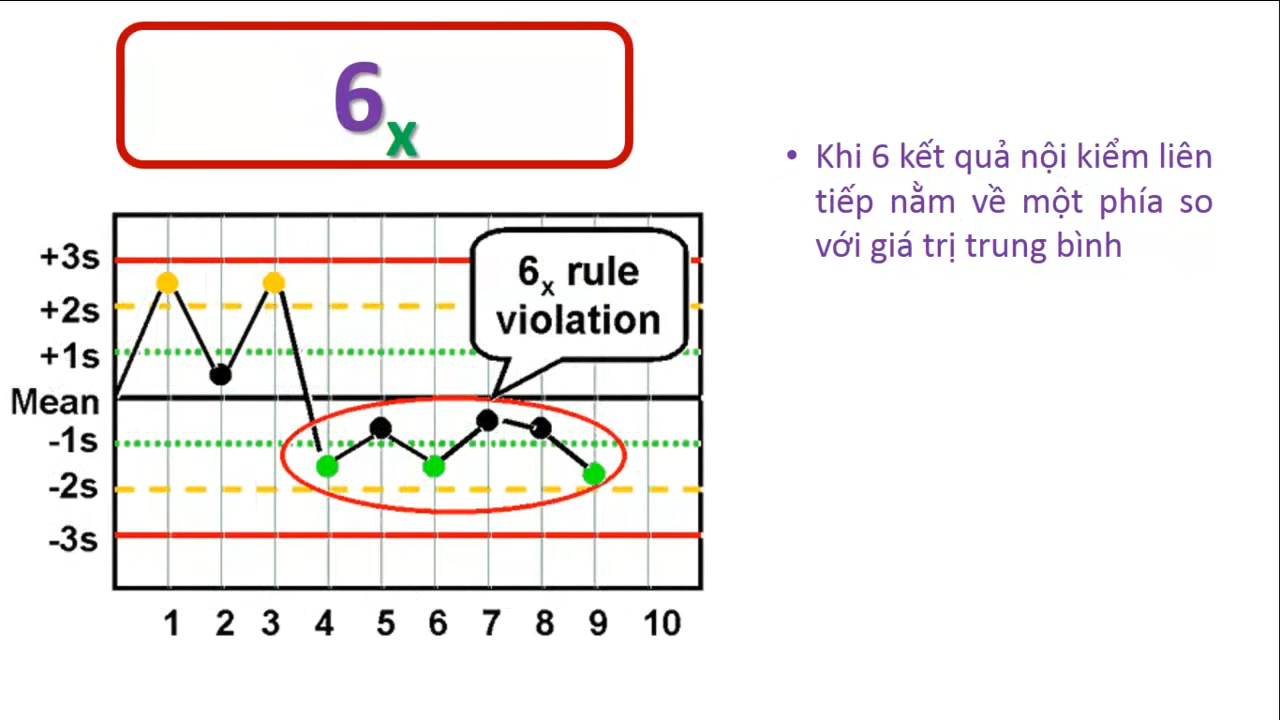 6x
Khi 6 kết quả nội kiểm liên
tiếp nằm về một phía so
với giá trị trung bình
+3s
+2s
+1s
Mean
-1s
-2s
-3s
6x rule
violation
1 2 3 4 5 6 7 8 9 10